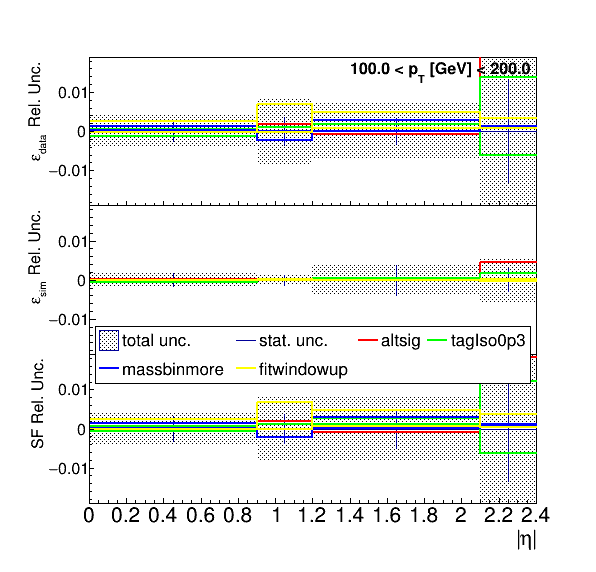 100.0 < p_T [GeV] < 200.0
ε_data Rel. Unc.
0.01
0
−0.01
ε_sim Rel. Unc.
0.01
0
−0.01
total unc. stat. unc. altsig tagIso0p3
massbinmore fitwindowup
SF Rel. Unc.
0.01
0
−0.01
0 0.2 0.4 0.6 0.8 1 1.2 1.4 1.6 1.8 2 2.2 2.4
|η|